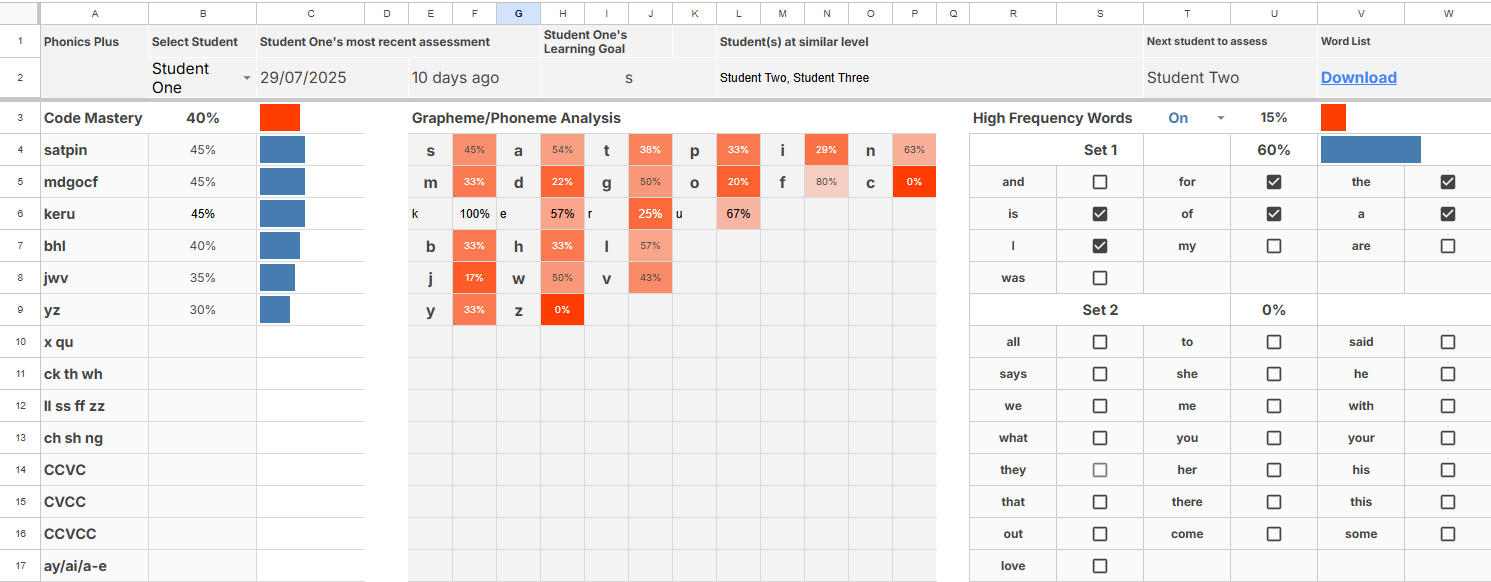 A B C D E F G H I J K L M N O P Q R S T U V W
1 Phonics Plus Select Student Student One's most recent assessment Student One's Learning Goal Student(s) at similar level Next student to assess Word List
2 Student One 29/07/2025 10 days ago s Student Two, Student Three Student Two Download
3 Code Mastery 40% Grapheme/Phoneme Analysis High Frequency Words On 15%
4 satpin 45% s 45% a 54% t 38% p 33% i 29% n 63% Set 1 60%
5 mdgocf 45% m 33% d 22% g 50% o 20% f 80% c 0% and for the
6 keru 45% k 100% e 57% r 25% u 67% is of a
7 bhl 40% b 33% h 33% l 57% I my are
8 jwv 35% j 17% w 50% v 43% was
9 yz 30% y 33% z 0% Set 2 0%
10 x qu all to said
11 ck th wh says she he
12 ll ss ff zz we me with
13 ch sh ng what you your
14 CCVC they her his
15 CVCC that there this
16 CCVCC out come some
17 ay/ai/a-e love